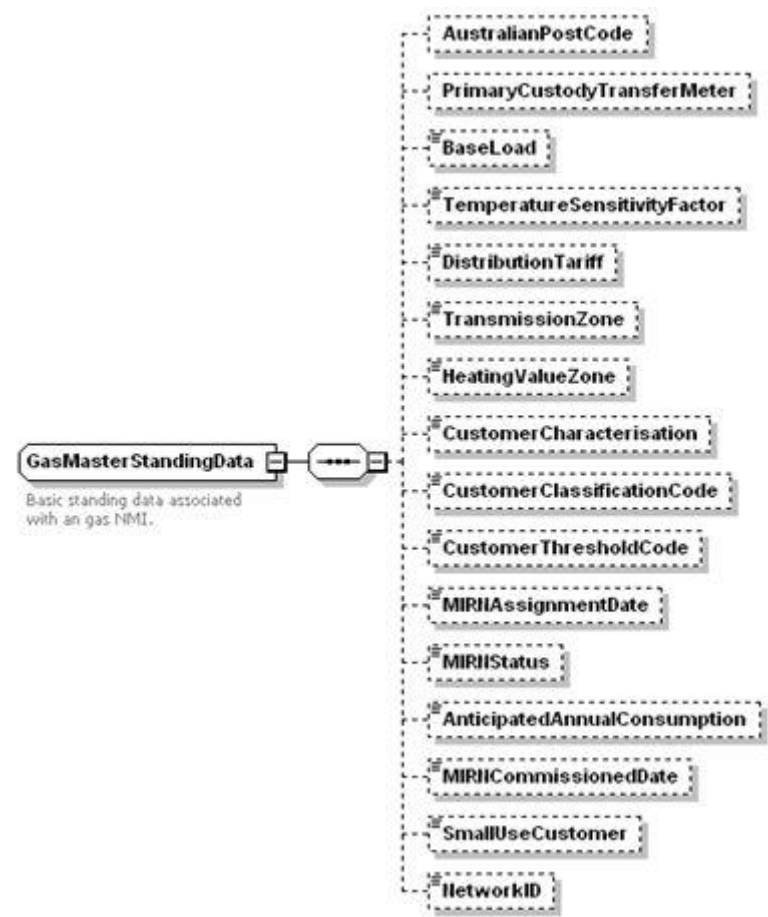 AustralianPostCode
PrimaryCustodyTransferMeter
BaseLoad
TemperatureSensitivityFactor
DistributionTariff
TransmissionZone
HeatingValueZone
CustomerCharacterisation
GasMasterStandingData
Basic standing data associated
with an gas NMI.
CustomerClassificationCode
CustomerThresholdCode
MIRNAssignmentDate
MIRNStatus
AnticipatedAnnualConsumption
MIRNCommissionedDate
SmallUseCustomer
NetworkID